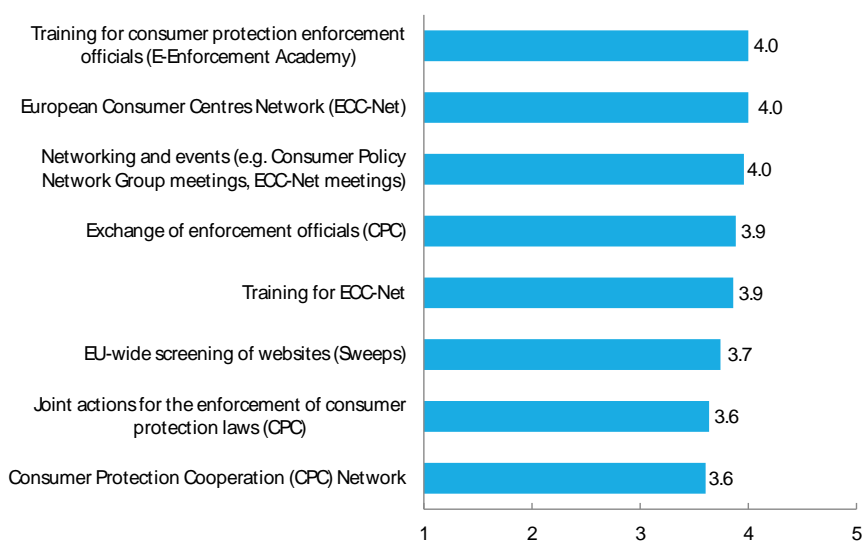 Training for consumer protection enforcement
officials (E-Enforcement Academy)
4.0
European Consumer Centres Network (ECC-Net)
4.0
Networking and events (e.g. Consumer Policy
Network Group meetings, ECC-Net meetings)
4.0
Exchange of enforcement officials (CPC)
3.9
Training for ECC-Net
3.9
EU-wide screening of websites (Sweeps)
3.7
Joint actions for the enforcement of consumer
protection laws (CPC)
3.6
Consumer Protection Cooperation (CPC) Network
3.6
1 2 3 4 5